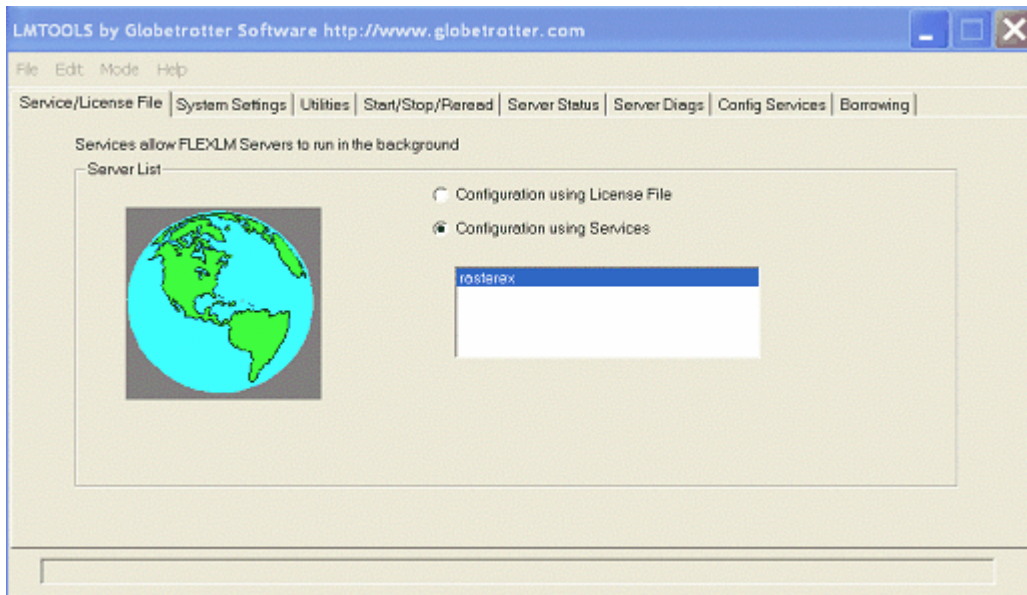 LMTOOLS by Globetrotter Software http://www.globetrotter.com
File Edit Mode Help
Service/License File System Settings Utilities Start/Stop/Reread Server Status Server Diags Config Services Borrowing
Services allow FLEXLM Servers to run in the background
Server List
Configuration using License File
Configuration using Services
rasterex